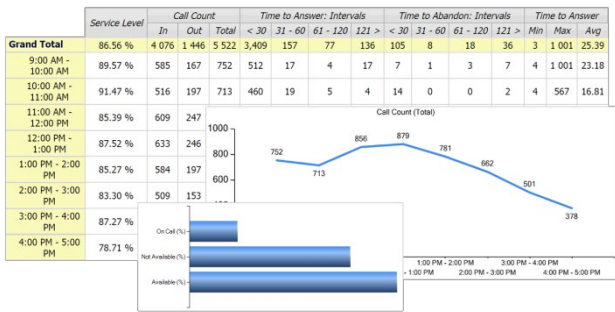 Service Level Call Count Time to Answer: Intervals Time to Abandon: Intervals Time to Answer
In Out Total < 30 31 - 60 61 - 120 121 > < 30 31 - 60 61 - 120 121 > Min Max Avg
Grand Total 86.56 % 4 076 1 446 5 522 3,409 157 77 136 105 8 18 36 3 1 001 25.39
9:00 AM - 10:00 AM 89.57 % 585 167 752 512 17 4 17 7 1 3 7 4 1 001 23.18
10:00 AM - 11:00 AM 91.47 % 516 197 713 460 19 5 4 14 0 0 2 4 567 16.81
11:00 AM - 12:00 PM 85.39 % 609 247
12:00 PM - 1:00 PM 87.52 % 633 246
1:00 PM - 2:00 PM 85.27 % 584 197
2:00 PM - 3:00 PM 83.30 % 509 153
3:00 PM - 4:00 PM 87.27 %
4:00 PM - 5:00 PM 78.71 %
Call Count (Total)
1000
800
600
752
713
856
879
781
662
501
378
1:00 PM - 2:00 PM 3:00 PM - 4:00 PM
- 1:00 PM 2:00 PM - 3:00 PM 4:00 PM - 5:00 PM
On Call (%)
Not Available (%)
Available (%)